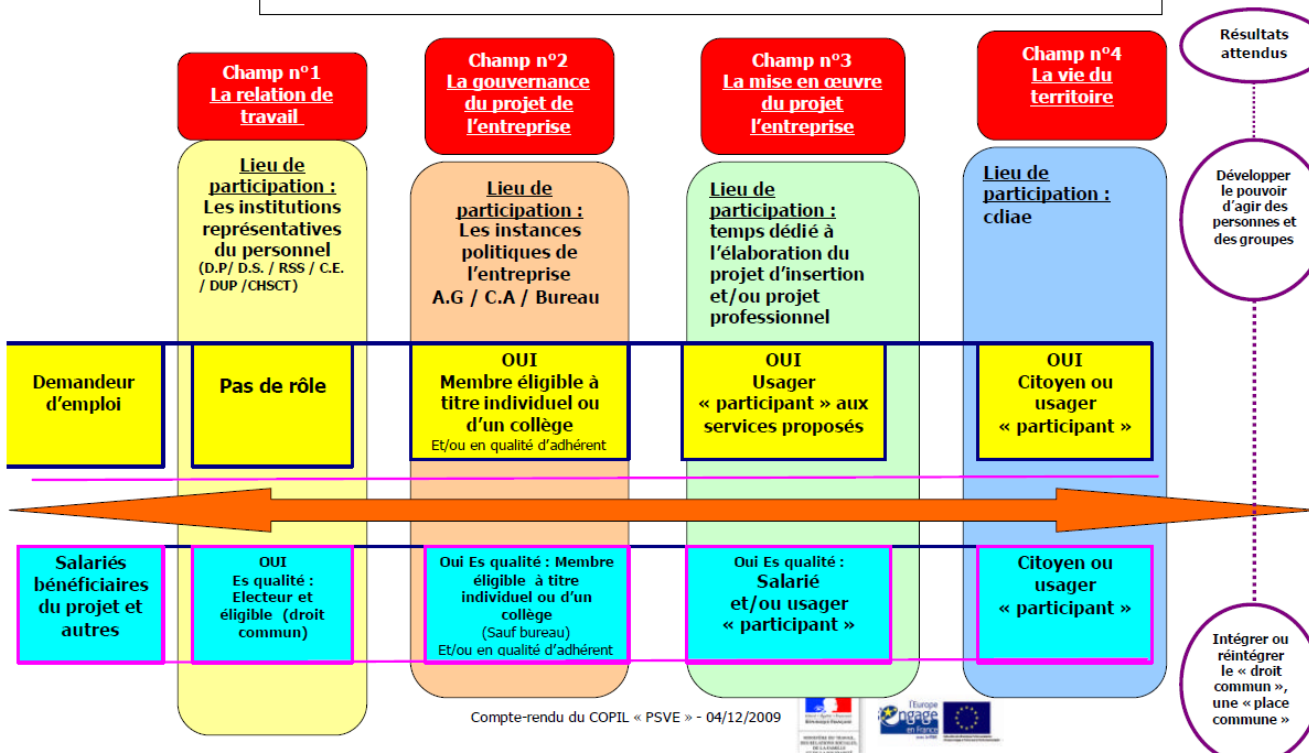 Champ n°1
La relation de
travail
Champ n°2
La gouvernance
du projet de
l’entreprise
Champ n°3
La mise en œuvre
du projet
l’entreprise
Champ n°4
La vie du
territoire
Résultats
attendus
Lieu de
participation :
Les institutions
représentatives
du personnel
(D.P/ D.S. / RSS / C.E.
/ DUP /CHSCT)
Lieu de
participation :
Les instances
politiques de
l’entreprise
A.G / C.A / Bureau
Lieu de
participation :
temps dédié à
l’élaboration du
projet d’insertion
et/ou projet
professionnel
Lieu de
participation :
cdiae
Développer
le pouvoir
d’agir des
personnes et
des groupes
Demandeur
d’emploi
Pas de rôle
OUI
Membre éligible à
titre individuel ou
d’un collège
Et/ou en qualité d’adhérent
OUI
Usager
« participant » aux
services proposés
OUI
Citoyen ou
usager
« participant »
Salariés
bénéficiaires
du projet et
autres
OUI
Es qualité :
Electeur et
éligible (droit
commun)
Oui Es qualité : Membre
éligible à titre
individuel ou d’un
collège
(Sauf bureau)
Et/ou en qualité d’adhérent
Oui Es qualité :
Salarié
et/ou usager
« participant »
Citoyen ou
usager
« participant »
Intégrer ou
réintégrer
le « droit
commun »,
une « place
commune »
Compte-rendu du COPIL « PSVE » - 04/12/2009
l'Europe
engage
en France